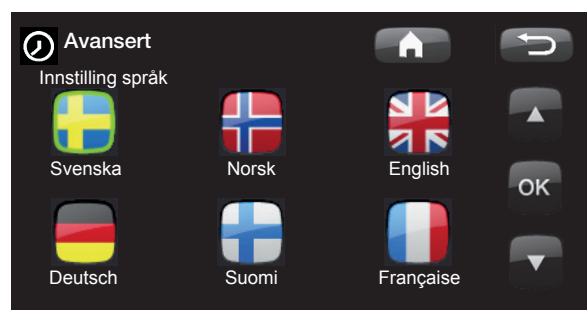 Avansert
Innstilling språk
Svenska Norsk English
OK
Deutsch Suomi Française